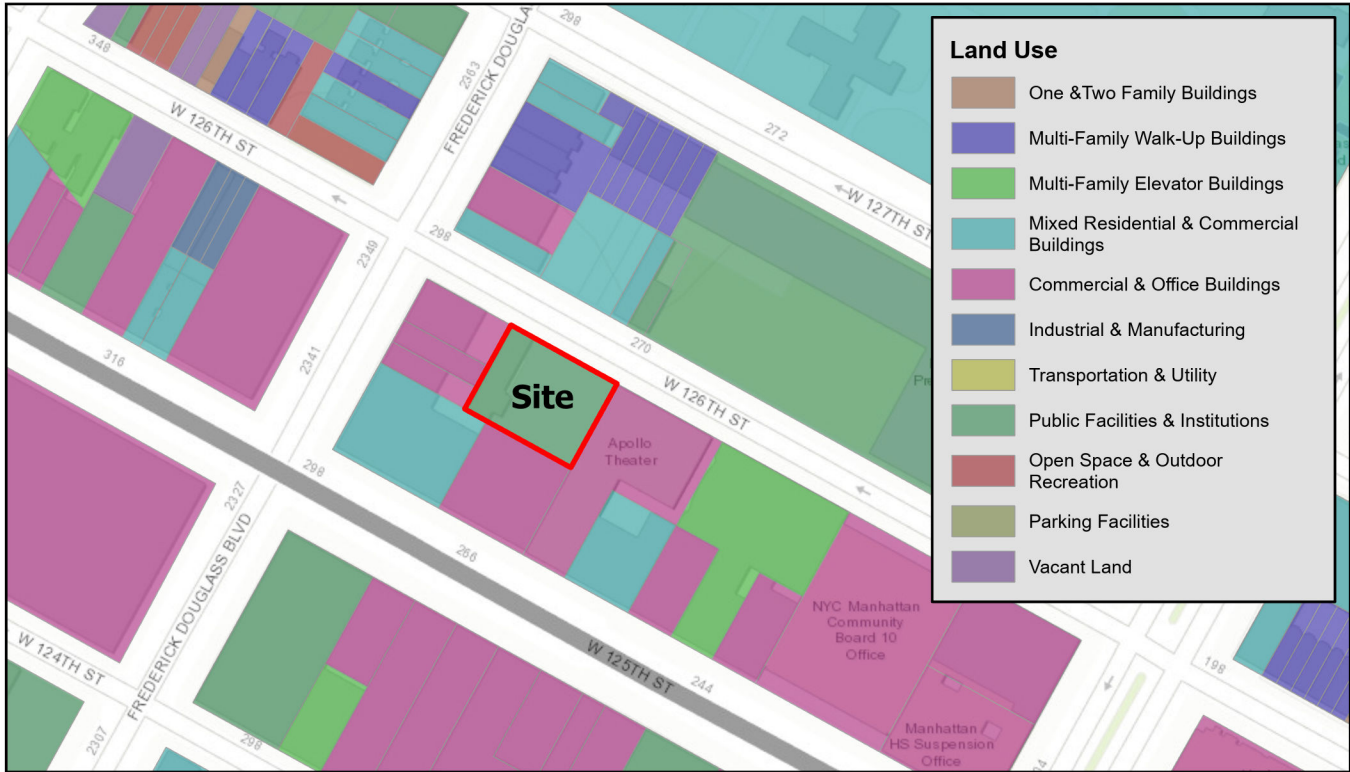 348
W 126TH ST
FREDERICK DOUGLA
2363
298
272
W 127TH ST
298
2349
2341
316
270
W 126TH ST
Site
Apollo
Theater
298
2327
FREDERICK DOUGLASS BLVD
266
W 125TH ST
244
NYC Manhattan
Community
Board 10
Office
Manhattan
HS Suspension
Office
W 124TH ST
2307
298
198
Land Use
One &Two Family Buildings
Multi-Family Walk-Up Buildings
Multi-Family Elevator Buildings
Mixed Residential & Commercial
Buildings
Commercial & Office Buildings
Industrial & Manufacturing
Transportation & Utility
Public Facilities & Institutions
Open Space & Outdoor
Recreation
Parking Facilities
Vacant Land